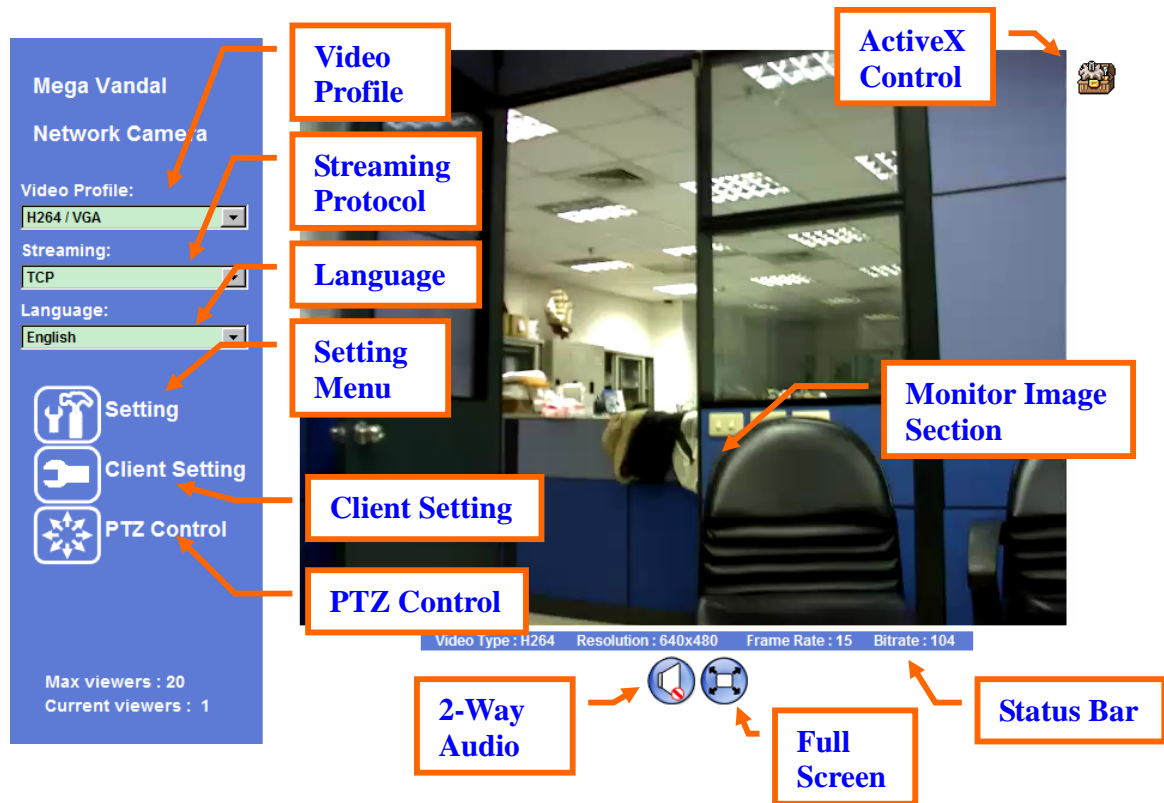 Mega Vandal
Network Camera
Video Profile:
H264 / VGA
Streaming:
TCP
Language:
English
Setting
Client Setting
PTZ Control
Max viewers : 20
Current viewers : 1
Video
Profile
Streaming
Protocol
Language
Setting
Menu
Client Setting
PTZ Control
ActiveX
Control
Monitor Image
Section
Video Type : H264 Resolution : 640x480 Frame Rate : 15 Bitrate : 104
2-Way
Audio
Full
Screen
Status Bar